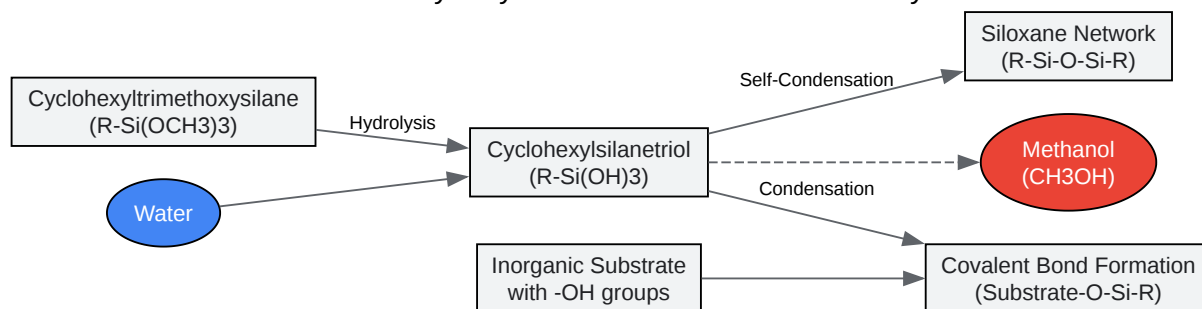 Siloxane Network
(R-Si-O-Si-R)
Self-Condensation
Cyclohexyltrimethoxysilane
(R-Si(OCH3)3)
Hydrolysis
Cyclohexylsilanetriol
(R-Si(OH)3)
Methanol
(CH3OH)
Condensation
Water
Inorganic Substrate
with -OH groups
Covalent Bond Formation
(Substrate-O-Si-R)